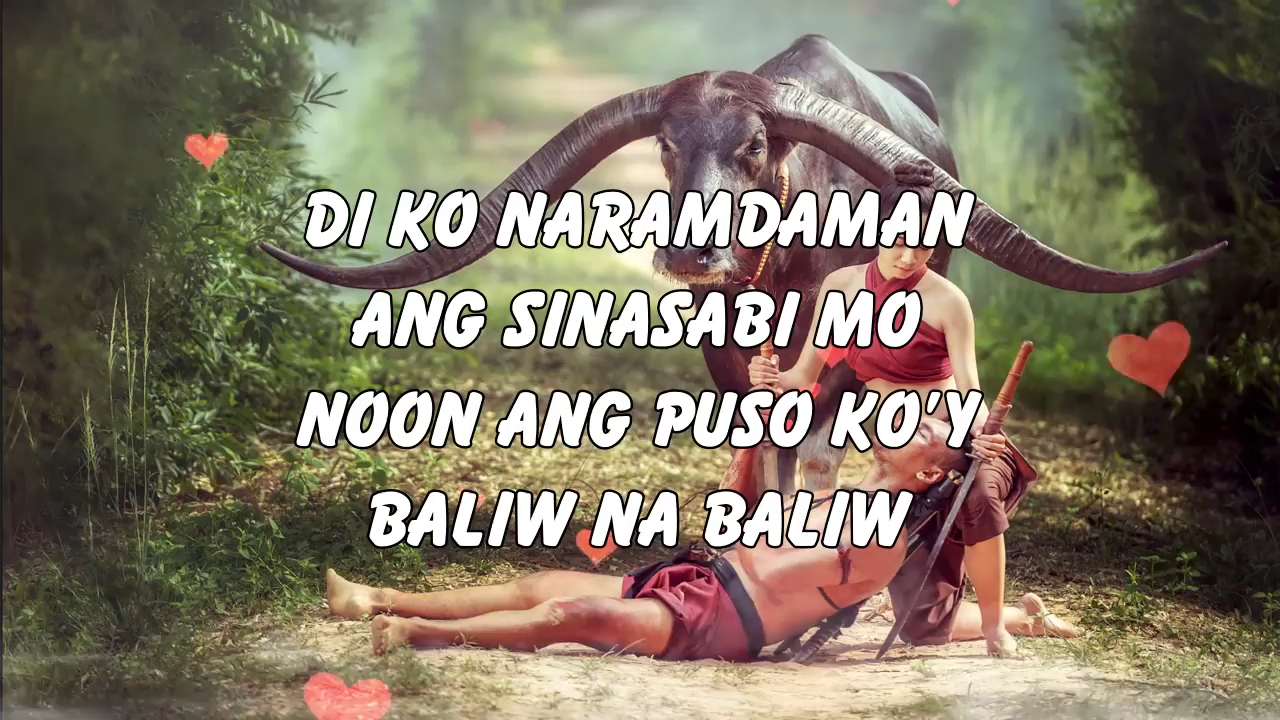 DI KO NARAMDAMAN
ANG SINASABI MO
NOON ANG PUSO KO'Y
BALIW NA BALIW